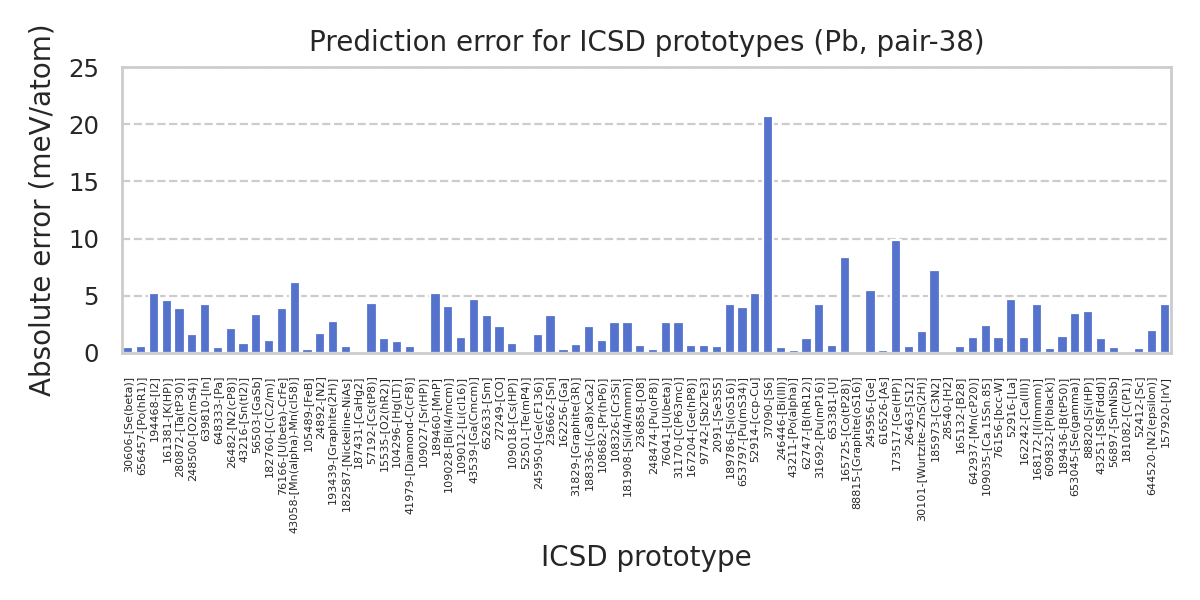 Prediction error for ICSD prototypes (Pb, pair-38)
Absolute error (meV/atom)
25
20
15
10
5
0
30606-[Se(beta)]
656457-[Po(hR1)]
194468-[I2]
161381-[K(HP)]
280872-[Ta(tP30)]
248500-[O2(mS4)]
639810-[In]
648333-[Pa]
26482-[N2(cP8)]
43216-[Sn(tI2)]
56503-[GaSb]
182760-[C(C2/m)]
76166-[U(beta)-CrFe]
43058-[Mn(alpha)-Mn(cI58)]
105489-[FeB]
24892-[N2]
193439-[Graphite(2H)]
182587-[Nickeline-NiAs]
187431-[CaHg2]
57192-[Cs(tP8)]
15535-[O2(hR2)]
104296-[Hg(LT)]
41979-[Diamond-C(cF8)]
109027-[Sr(HP)]
189460-[MnP]
109028-[Bi(I4/mcm)]
109012-[Li(cI16)]
43539-[Ga(Cmcm)]
652633-[Sm]
27249-[CO]
109018-[Cs(HP)]
52501-[Te(mP4)]
245950-[Ge(cF136)]
236662-[Sn]
162256-[Ga]
31829-[Graphite(3R)]
188336-[(Ca8)xCa2]
108682-[Pr(hP6)]
108326-[Cr3Si]
181908-[Si(I4/mmm)]
236858-[O8]
248474-[Pu(oF8)]
76041-[U(beta)]
31170-[C(P63mc)]
167204-[Ge(hP8)]
97742-[Sb2Te3]
2091-[Se3S5]
189786-[Si(oS16)]
653797-[Pu(mS34)]
52914-[ccp-Cu]
37090-[S6]
246446-[Bi(III)]
43211-[Po(alpha)]
62747-[B(hR12)]
31692-[Pu(mP16)]
653381-[U]
165725-[Co(tP28)]
88815-[Graphite(oS16)]
245956-[Ge]
616526-[As]
173517-[Ge(HP)]
26463-[S12]
30101-[Wurtzite-ZnS(2H)]
185973-[C3N2]
28540-[H2]
165132-[B28]
642937-[Mn(cP20)]
109035-[Ca.15Sn.85]
76156-[bcc-W]
52916-[La]
162242-[Ca(III)]
168172-[I(Immm)]
609832-[P(black)]
189436-[B(tP50)]
653045-[Se(gamma)]
88820-[Si(HP)]
43251-[S8(Fddd)]
56897-[SmNiSb]
181082-[C(P1)]
52412-[Sc]
644520-[N2(epsilon)]
157920-[IrV]
ICSD prototype